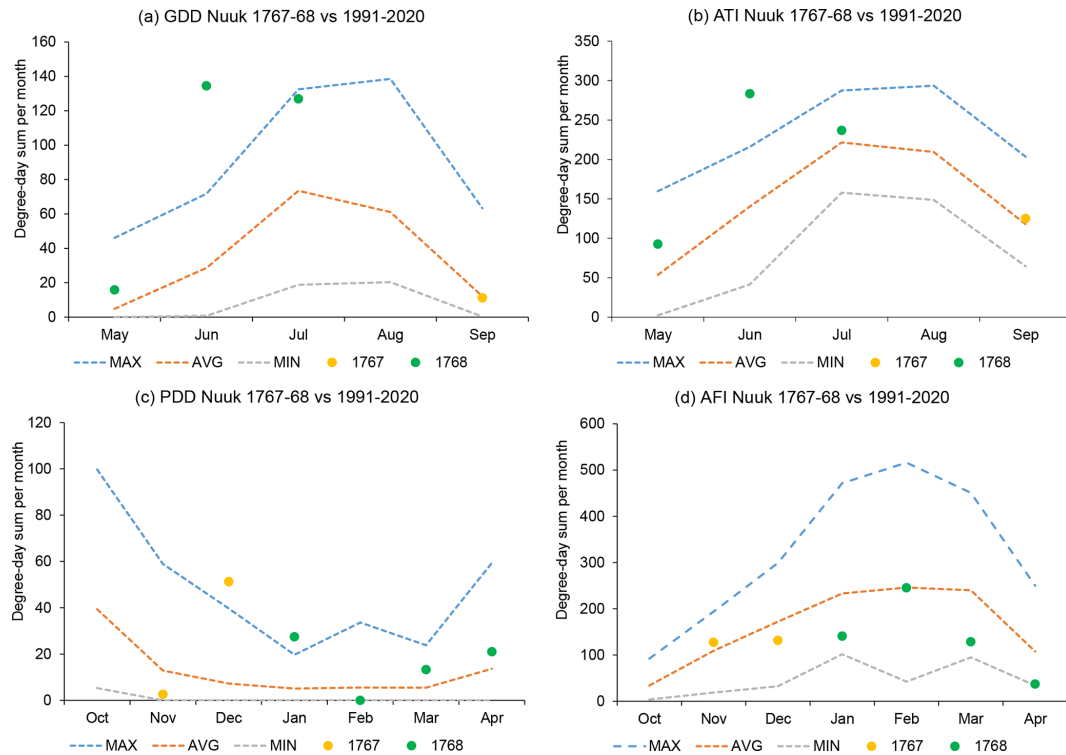 (a) GDD Nuuk 1767-68 vs 1991-2020
Degree-day sum per month
160
140
120
100
80
60
40
20
0
May Jun Jul Aug Sep
MAX AVG MIN 1767 1768
(b) ATI Nuuk 1767-68 vs 1991-2020
Degree-day sum per month
350
300
250
200
150
100
50
0
May Jun Jul Aug Sep
MAX AVG MIN 1767 1768
(c) PDD Nuuk 1767-68 vs 1991-2020
Degree-day sum per month
120
100
80
60
40
20
0
Oct Nov Dec Jan Feb Mar Apr
MAX AVG MIN 1767 1768
(d) AFI Nuuk 1767-68 vs 1991-2020
Degree-day sum per month
600
500
400
300
200
100
0
Oct Nov Dec Jan Feb Mar Apr
MAX AVG MIN 1767 1768